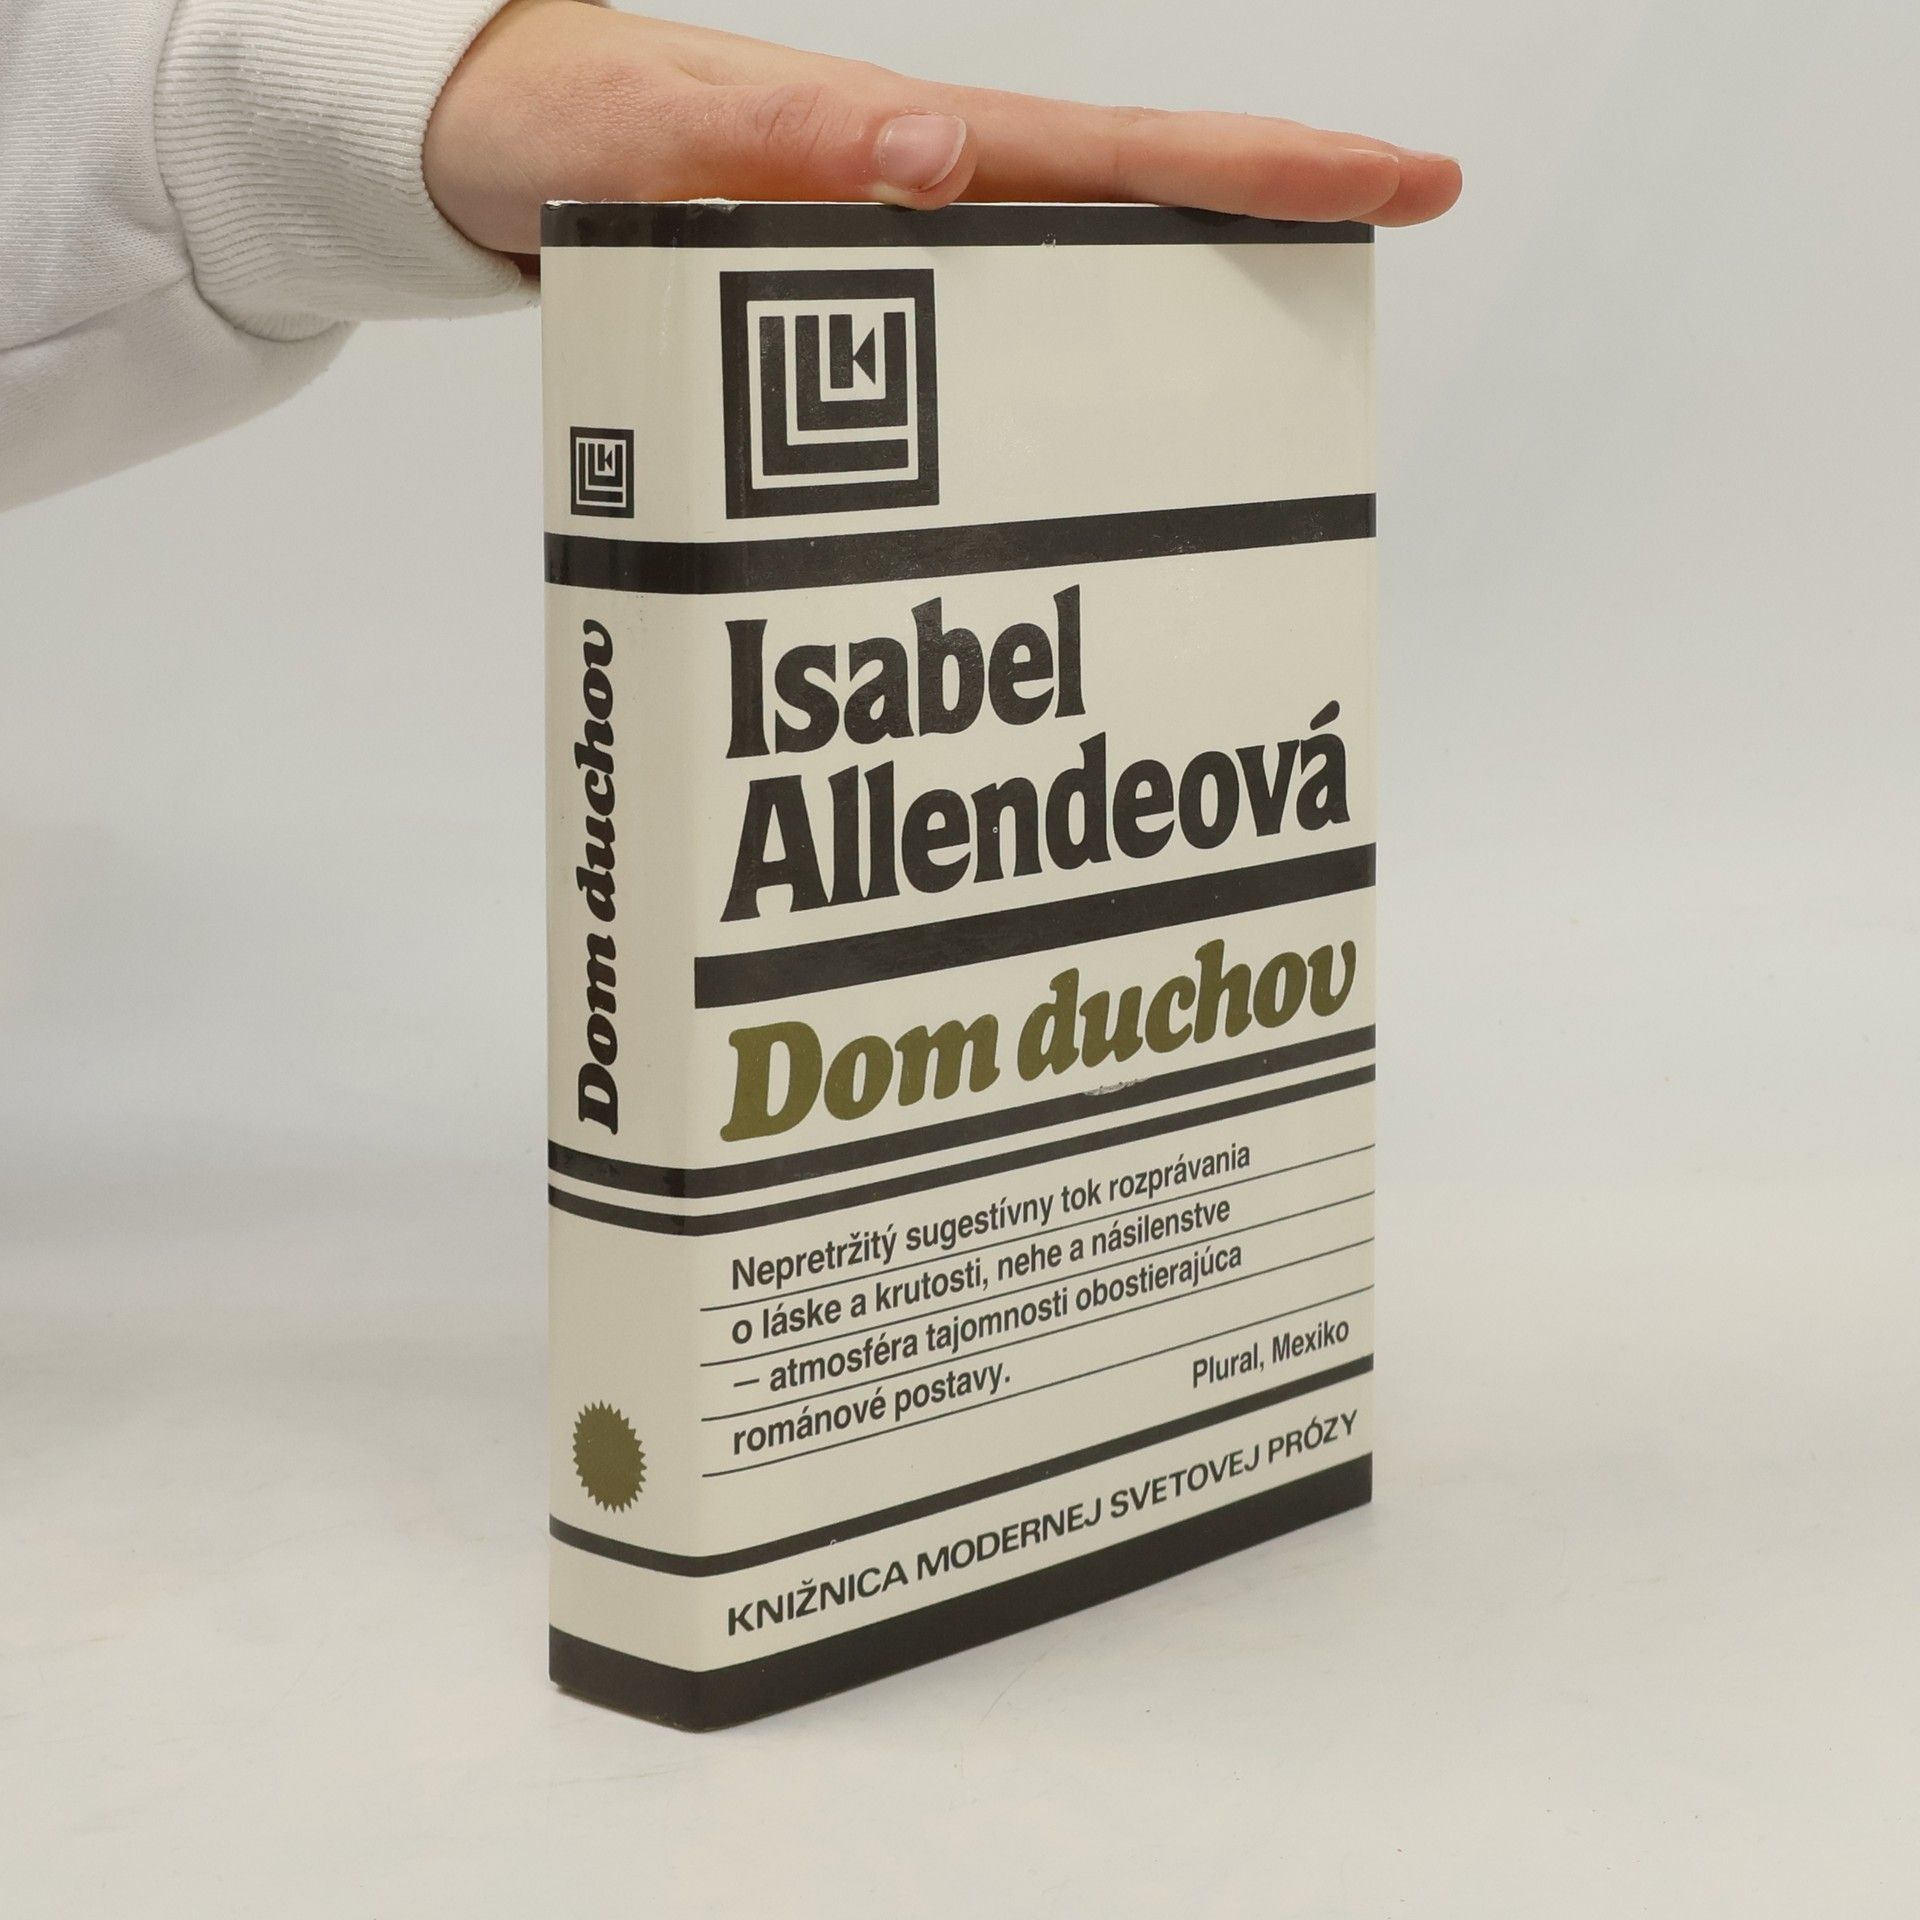 Dom duchov
Isabel
Allendeová
Dom duchov
Nepretržitý sugestívny tok rozprávania
o láske a krutosti, nehe a násilenstve
– atmosféra tajomnosti obostierajúca
románové postavy.
Plural, Mexiko
KNIŽNICA MODERNEJ SVETOVEJ PRÓZY